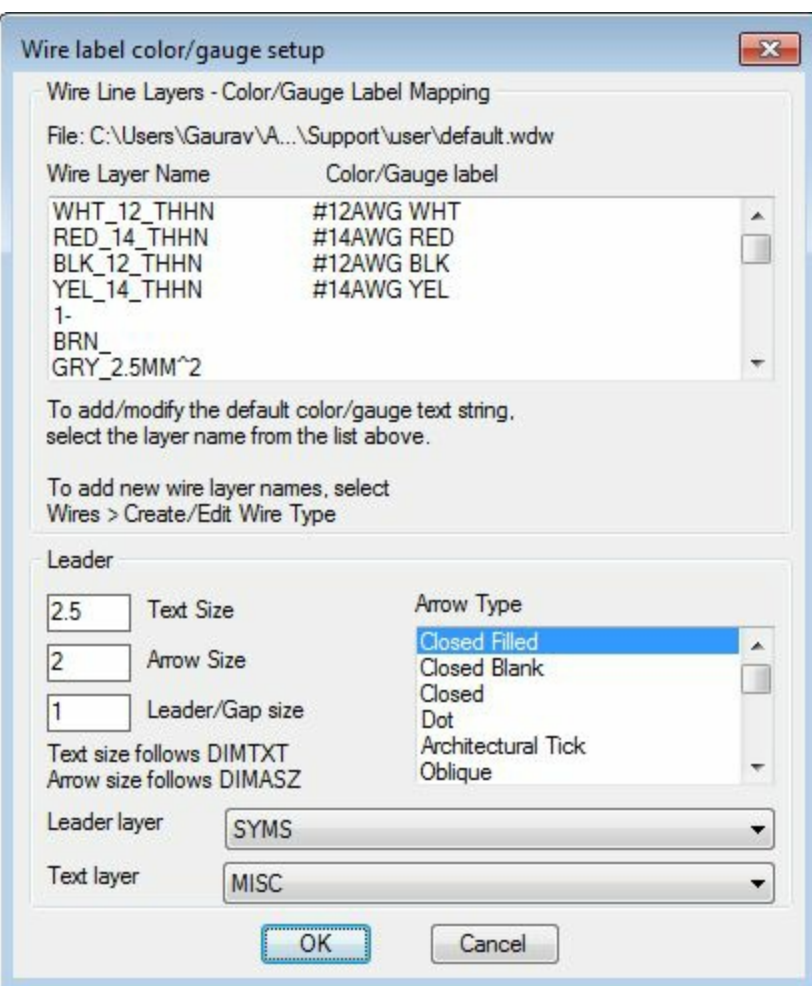 Wire label color/gauge setup
Wire Line Layers - Color/Gauge Label Mapping
File: C:\Users\Gaurav\A...\Support\user\default.wdw
Wire Layer Name Color/Gauge label
WHT_12_THHN #12AWG WHT
RED_14_THHN #14AWG RED
BLK_12_THHN #12AWG BLK
YEL_14_THHN #14AWG YEL
1-
BRN_
GRY_2.5MM^2
To add/modify the default color/gauge text string,
select the layer name from the list above.
To add new wire layer names, select
Wires > Create/Edit Wire Type
Leader
2.5 Text Size
2 Arrow Size
1 Leader/Gap size
Text size follows DIMTXT
Arrow size follows DIMASZ
Arrow Type
Closed Filled
Closed Blank
Closed
Dot
Architectural Tick
Oblique
Leader layer SYMS
Text layer MISC
OK Cancel